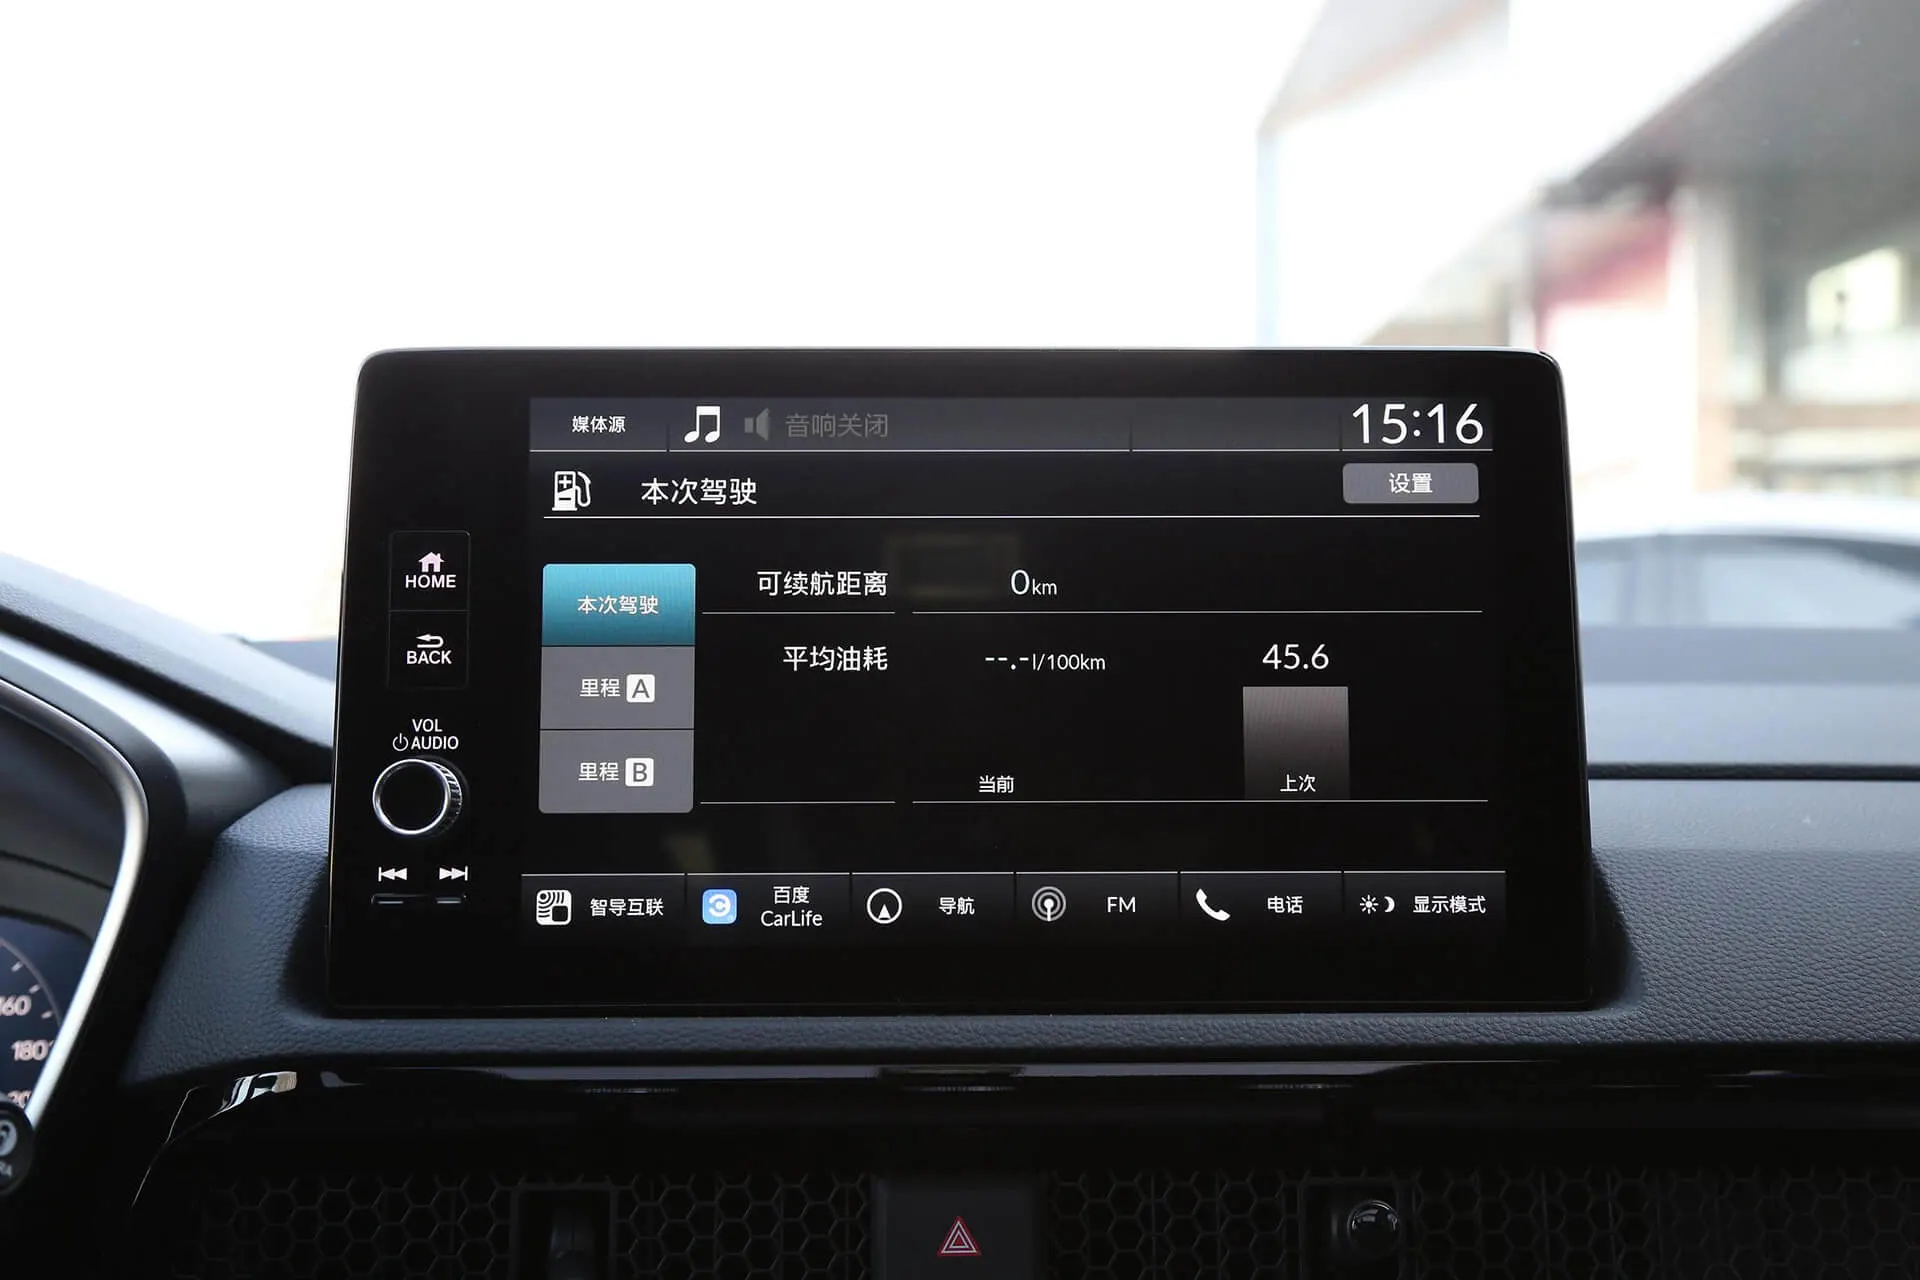 媒体源
音响关闭
15:16
本次驾驶
设置
HOME
BACK
VOL
AUDIO
本次驾驶
里程 A
里程 B
可续航距离
0km
平均油耗
--.-l/100km
45.6
当前
上次
智导互联
百度
CarLife
导航
FM
电话
显示模式
160
180